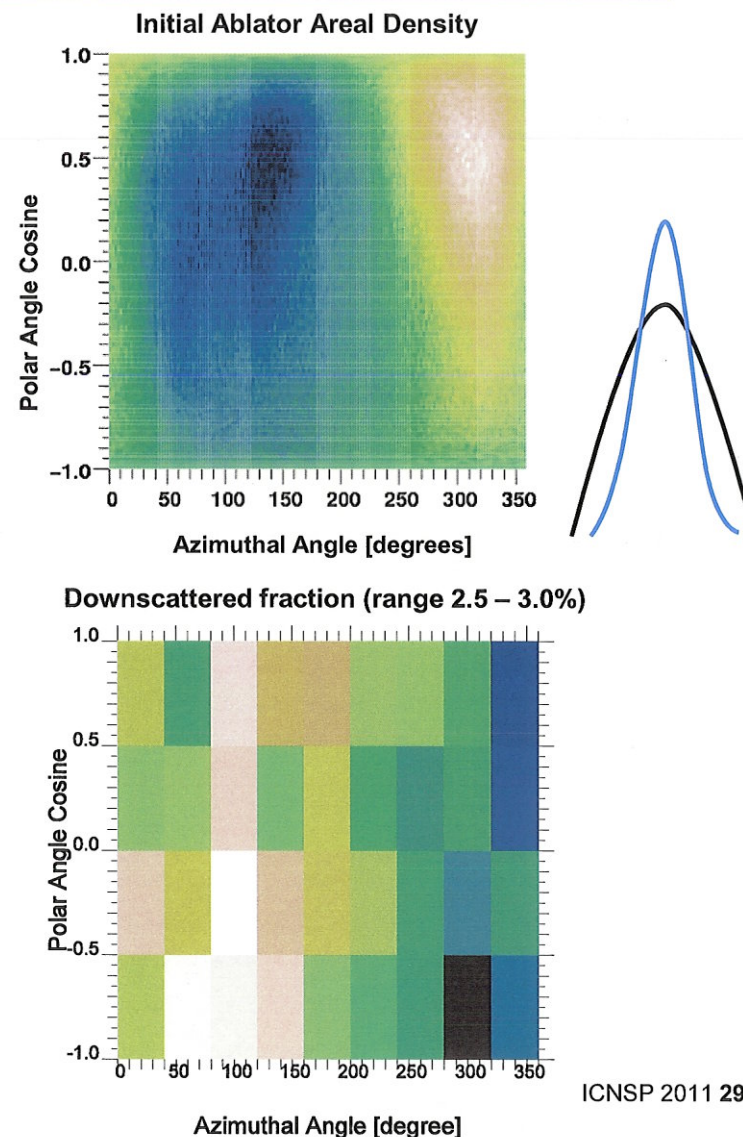 Initial Ablator Areal Density
1.0
0.5
0.0
−0.5
−1.0
Polar Angle Cosine
0 50 100 150 200 250 300 350
Azimuthal Angle [degrees]
Downscattered fraction (range 2.5 – 3.0%)
1.0
0.5
0.0
-0.5
-1.0
Polar Angle Cosine
0 50 100 150 200 250 300 350
Azimuthal Angle [degree]
ICNSP 2011 29